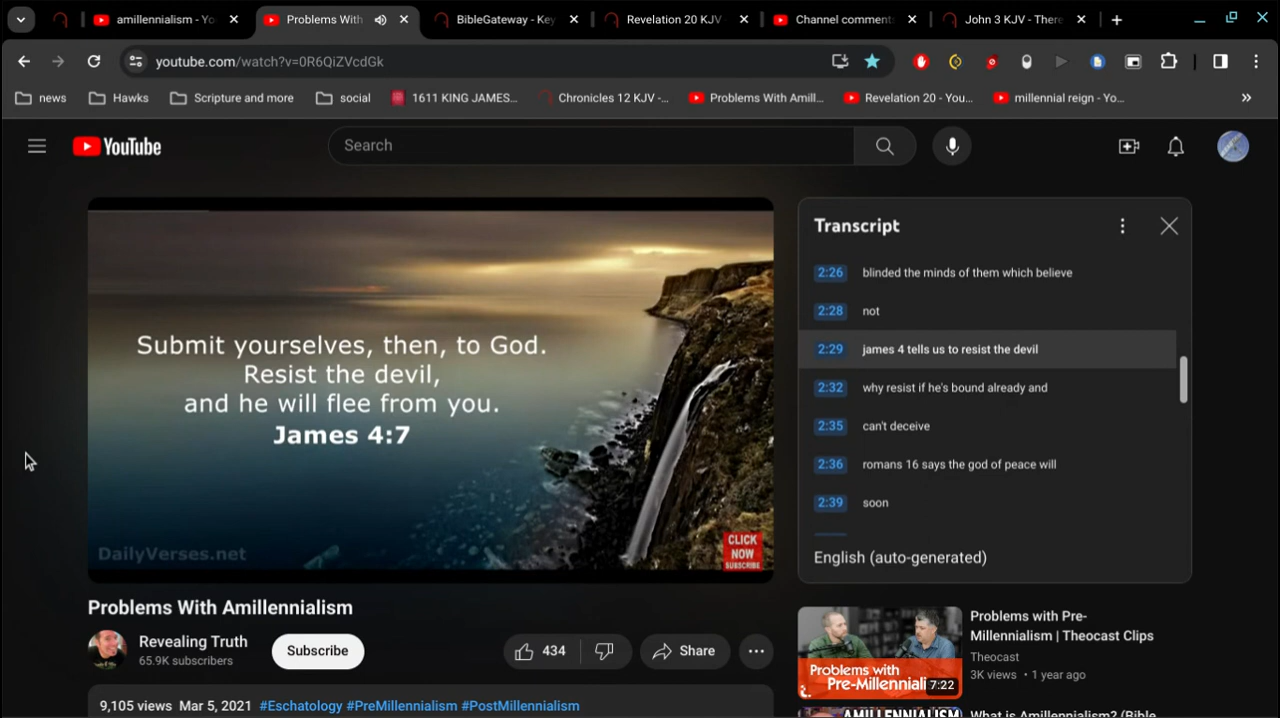 amillennialism - Yo
Problems With
BibleGateway - Key
Revelation 20 KJV
Channel comment
John 3 KJV - There
youtube.com/watch?v=0R6QiZVcdGk
news
Hawks
Scripture and more
social
1611 KING JAMES...
Chronicles 12 KJV -...
Problems With Amill...
Revelation 20 - You...
millennial reign - Yo...
YouTube
Search
Submit yourselves, then, to God.
Resist the devil,
and he will flee from you.
James 4:7
DailyVerses.net
CLICK
NOW
SUBSCRIBE
Transcript
2:26 blinded the minds of them which believe
2:28 not
2:29 james 4 tells us to resist the devil
2:32 why resist if he's bound already and
2:35 can't deceive
2:36 romans 16 says the god of peace will
2:39 soon
English (auto-generated)
Problems With Amillennialism
Revealing Truth
65.9K subscribers
Subscribe
434
Share
9,105 views Mar 5, 2021 #Eschatology #PreMillennialism #PostMillennialism
Problems with
Pre-Millenniali
7:22
Problems with Pre-
Millennialism | Theocast Clips
Theocast
3K views • 1 year ago
AMILLENNIALISM
What is Amillennialism? (Bible